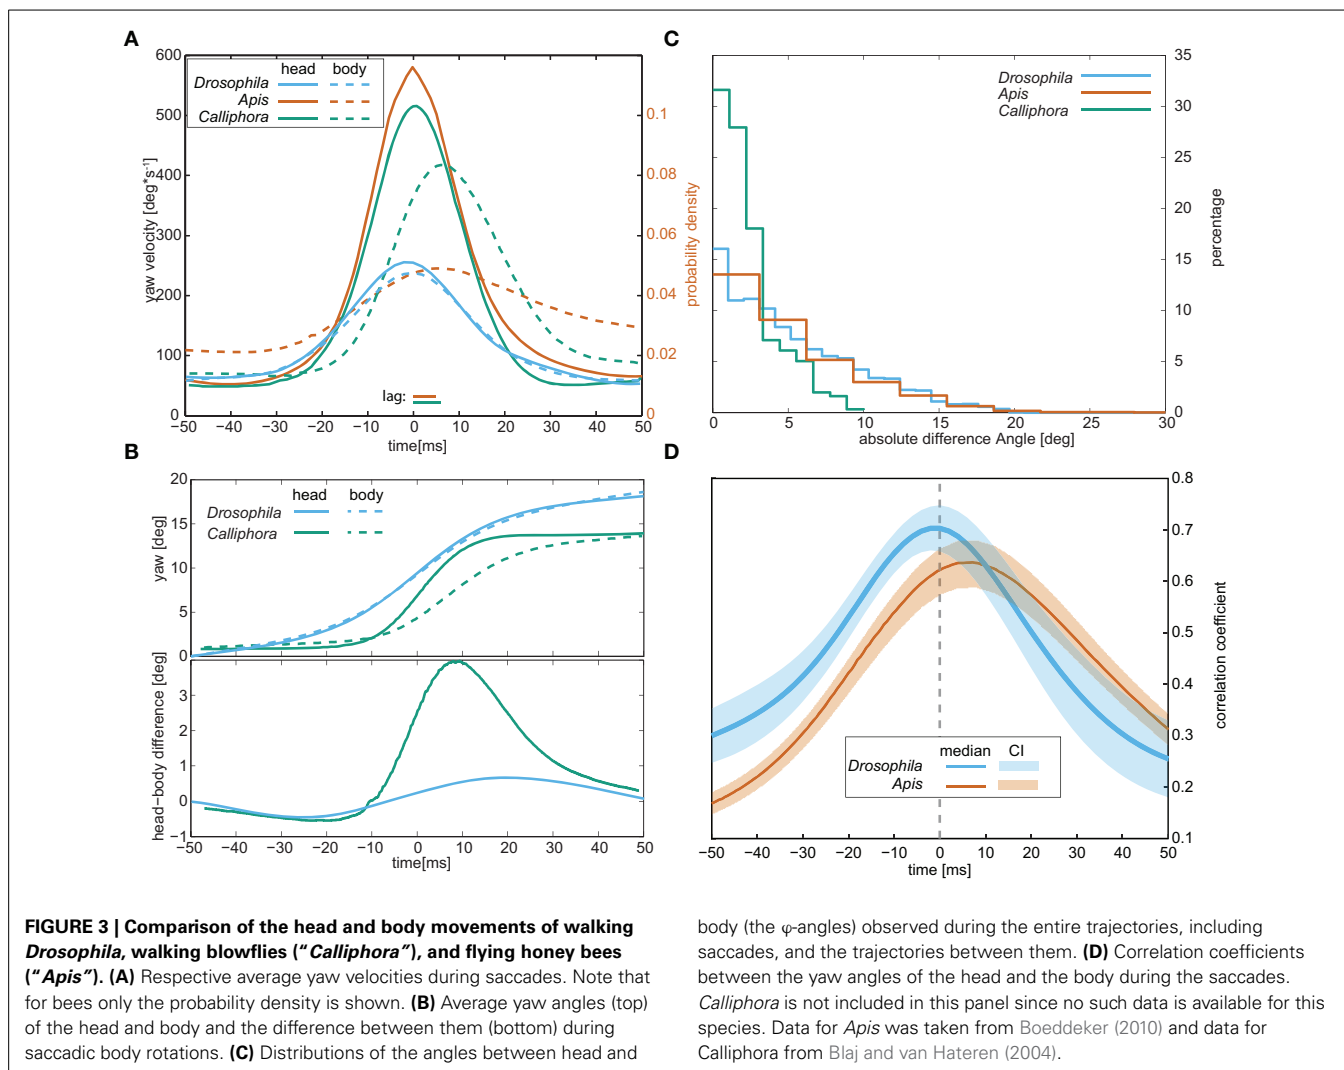 A
600
500
400
300
200
100
0
yaw velocity [deg*s⁻¹]
head body
Drosophila
Apis
Calliphora
0.1
0.08
0.06
0.04
0.02
0
probability density
lag:
−50 −40 −30 −20 −10 0 10 20 30 40 50
time[ms]
C
Drosophila
Apis
Calliphora
35
30
25
20
15
10
5
0
percentage
0 5 10 15 20 25 30
absolute difference Angle [deg]
B
20
15
10
5
0
yaw [deg]
head body
Drosophila
Calliphora
3
2
1
0
−1
head−body difference [deg]
−50 −40 −30 −20 −10 0 10 20 30 40 50
time[ms]
D
0.8
0.7
0.6
0.5
0.4
0.3
0.2
0.1
correlation coefficient
median CI
Drosophila
Apis
−50 −40 −30 −20 −10 0 10 20 30 40 50
time [ms]
FIGURE 3 | Comparison of the head and body movements of walking
Drosophila, walking blowflies (“Calliphora”), and flying honey bees
(“Apis”). (A) Respective average yaw velocities during saccades. Note that
for bees only the probability density is shown. (B) Average yaw angles (top)
of the head and body and the difference between them (bottom) during
saccadic body rotations. (C) Distributions of the angles between head and
body (the φ-angles) observed during the entire trajectories, including
saccades, and the trajectories between them. (D) Correlation coefficients
between the yaw angles of the head and the body during the saccades.
Calliphora is not included in this panel since no such data is available for this
species. Data for Apis was taken from Boeddeker (2010) and data for
Calliphora from Blaj and van Hateren (2004).